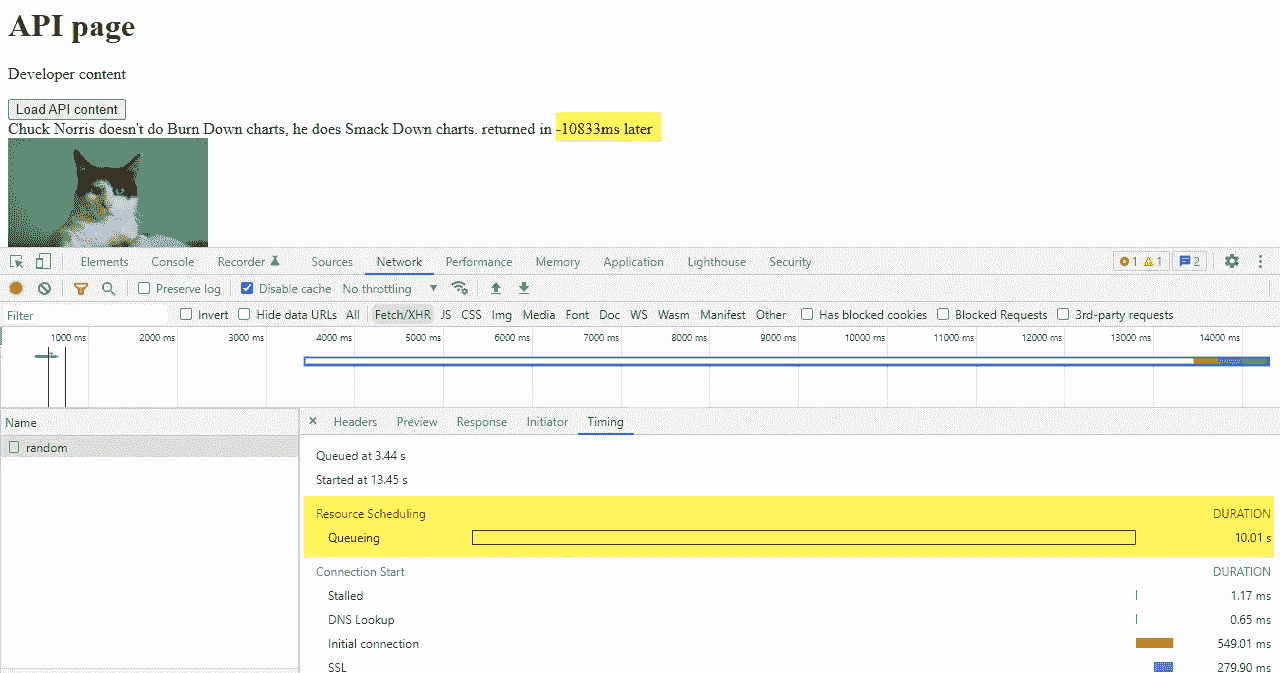 API page
Developer content
Load API content
Chuck Norris doesn't do Burn Down charts, he does Smack Down charts. returned in -10833ms later
Elements Console Recorder Sources Network Performance Memory Application Lighthouse Security 1 1 2
Preserve log Disable cache No throttling
Filter Invert Hide data URLs All Fetch/XHR JS CSS Img Media Font Doc WS Wasm Manifest Other Has blocked cookies Blocked Requests 3rd-party requests
1000 ms 2000 ms 3000 ms 4000 ms 5000 ms 6000 ms 7000 ms 8000 ms 9000 ms 10000 ms 11000 ms 12000 ms 13000 ms 14000 ms
Name × Headers Preview Response Initiator Timing
random
Queued at 3.44 s
Started at 13.45 s
Resource Scheduling DURATION
Queueing 10.01 s
Connection Start DURATION
Stalled 1.17 ms
DNS Lookup 0.65 ms
Initial connection 549.01 ms
SSL 279.90 ms